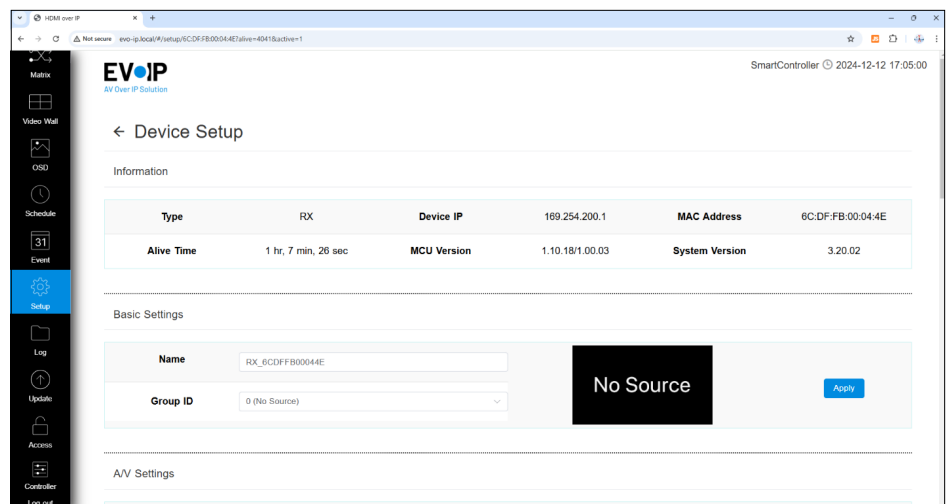 HDMI over IP
Not secure evo-ip.local/#/setup/6C:DF:FB:00:04:4E?alive=4041&active=1
Matrix
Video Wall
OSD
Schedule
31
Event
Setup
Log
Update
Access
Controller
Log out
EVOIP
AV Over IP Solution
SmartController 2024-12-12 17:05:00
← Device Setup
Information
Type RX Device IP 169.254.200.1 MAC Address 6C:DF:FB:00:04:4E
Alive Time 1 hr, 7 min, 26 sec MCU Version 1.10.18/1.00.03 System Version 3.20.02
Basic Settings
Name RX_6CDFFB00044E
Group ID 0 (No Source)
No Source
Apply
A/V Settings